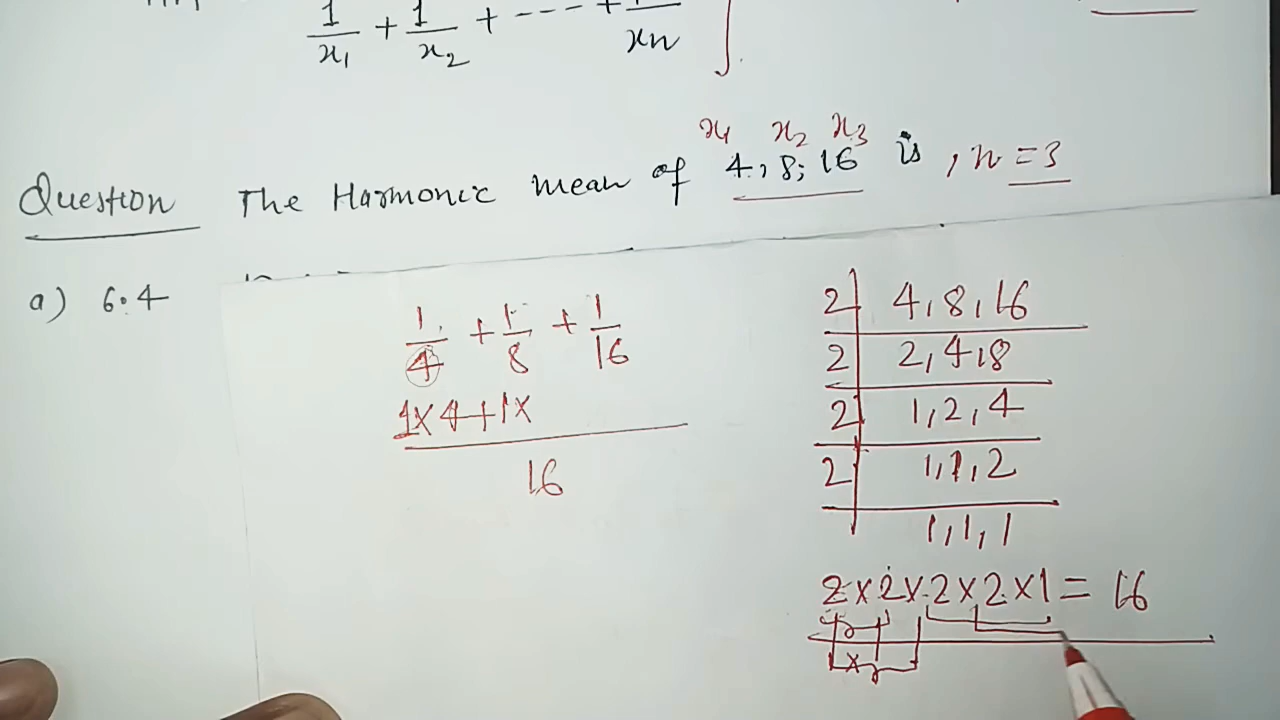 1/x₁ + 1/x₂ + ---- + 1/xn
x₁ x₂ x₃
Question The Harmonic mean of 4, 8, 16 is , n = 3
a) 6.4
1/4 + 1/8 + 1/16
1×4+1×
16
2 | 4, 8, 16
2 | 2, 4, 8
2 | 1, 2, 4
2 | 1, 1, 2
1, 1, 1
2×2×2×2×1 = 16